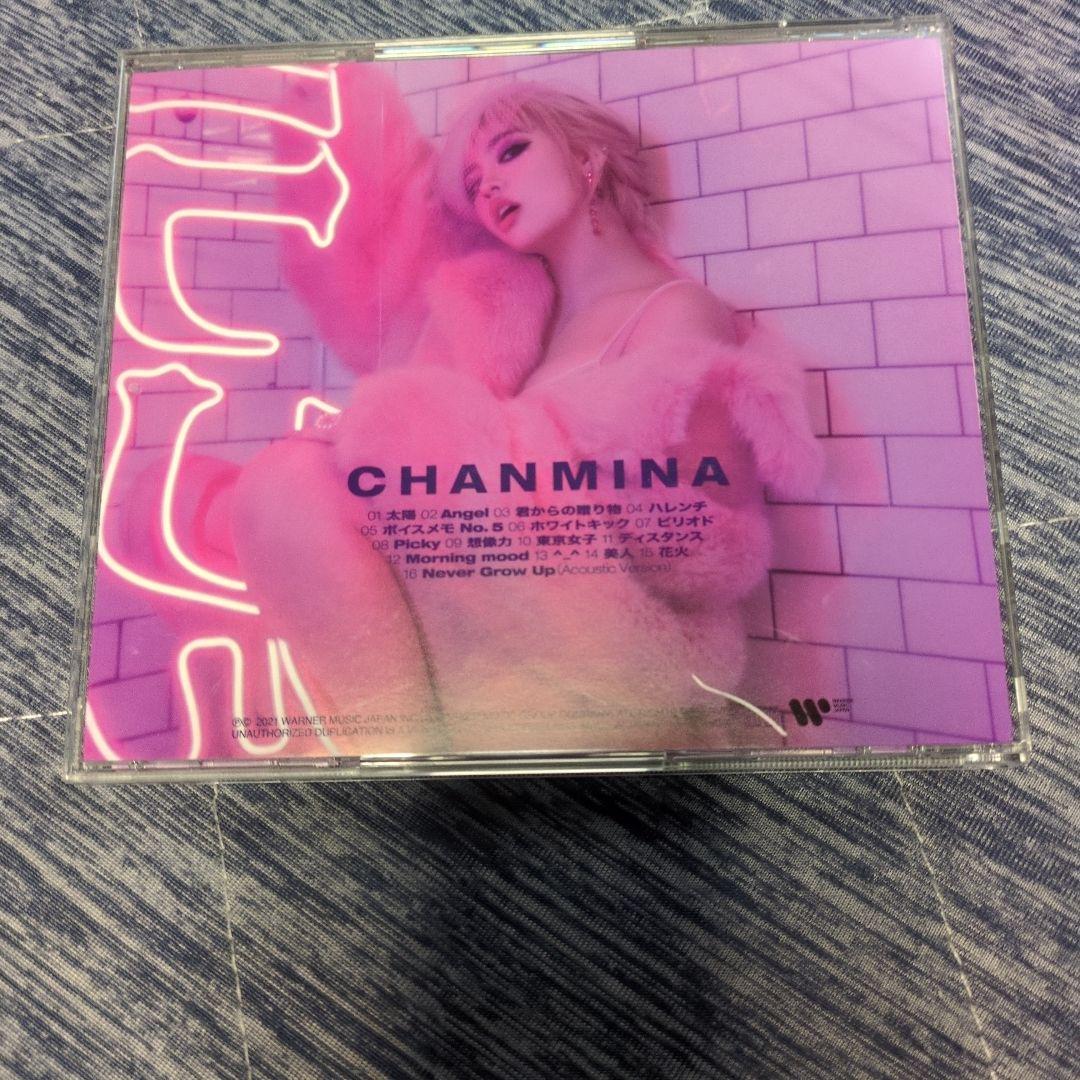 CHANMINA
01 太陽 02 Angel 03 君からの贈り物 04 ハレンチ
05 ボイスメモ No. 5 06 ホワイトキック 07 ピリオド
08 Picky 09 想像力 10 東京女子 11 ディスタンス
12 Morning mood 13 ^_^ 14 美人 15 花火
16 Never Grow Up (Acoustic Version)
℗© 2021 WARNER MUSIC JAPAN INC.
UNAUTHORIZED DUPLICATION IS A
WARNER MUSIC JAPAN